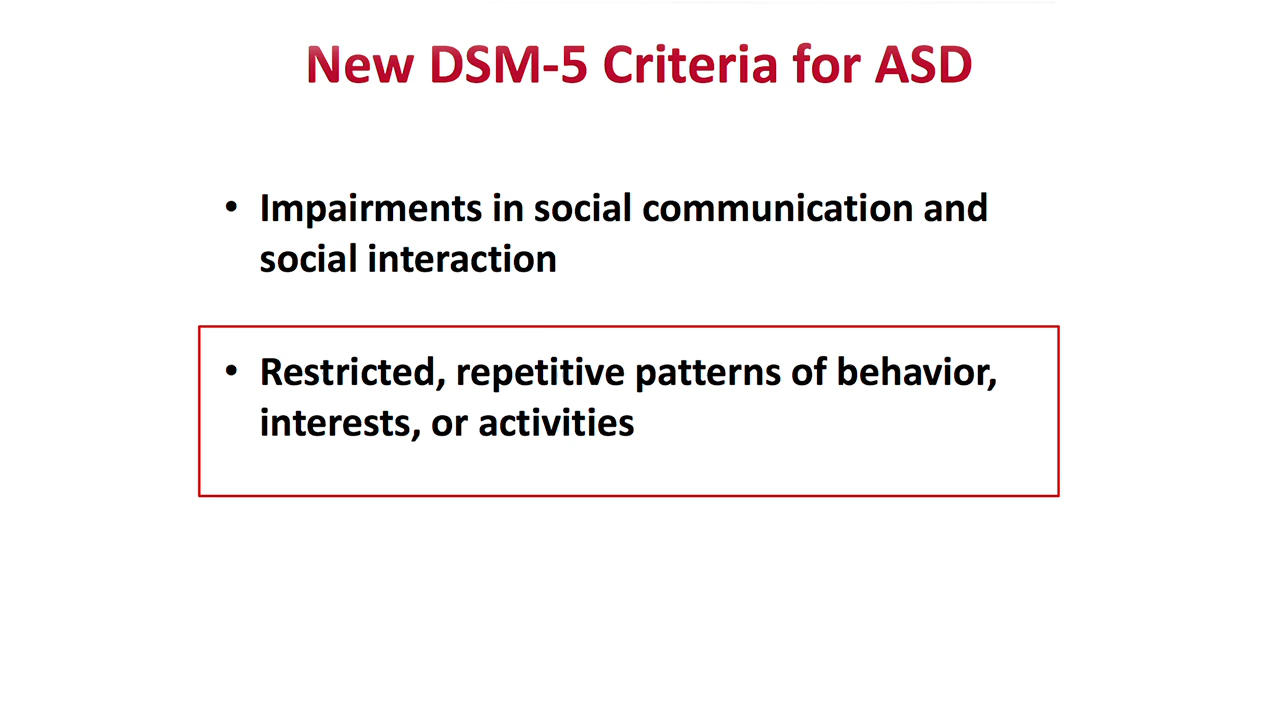 New DSM-5 Criteria for ASD
• Impairments in social communication and
social interaction
• Restricted, repetitive patterns of behavior,
interests, or activities